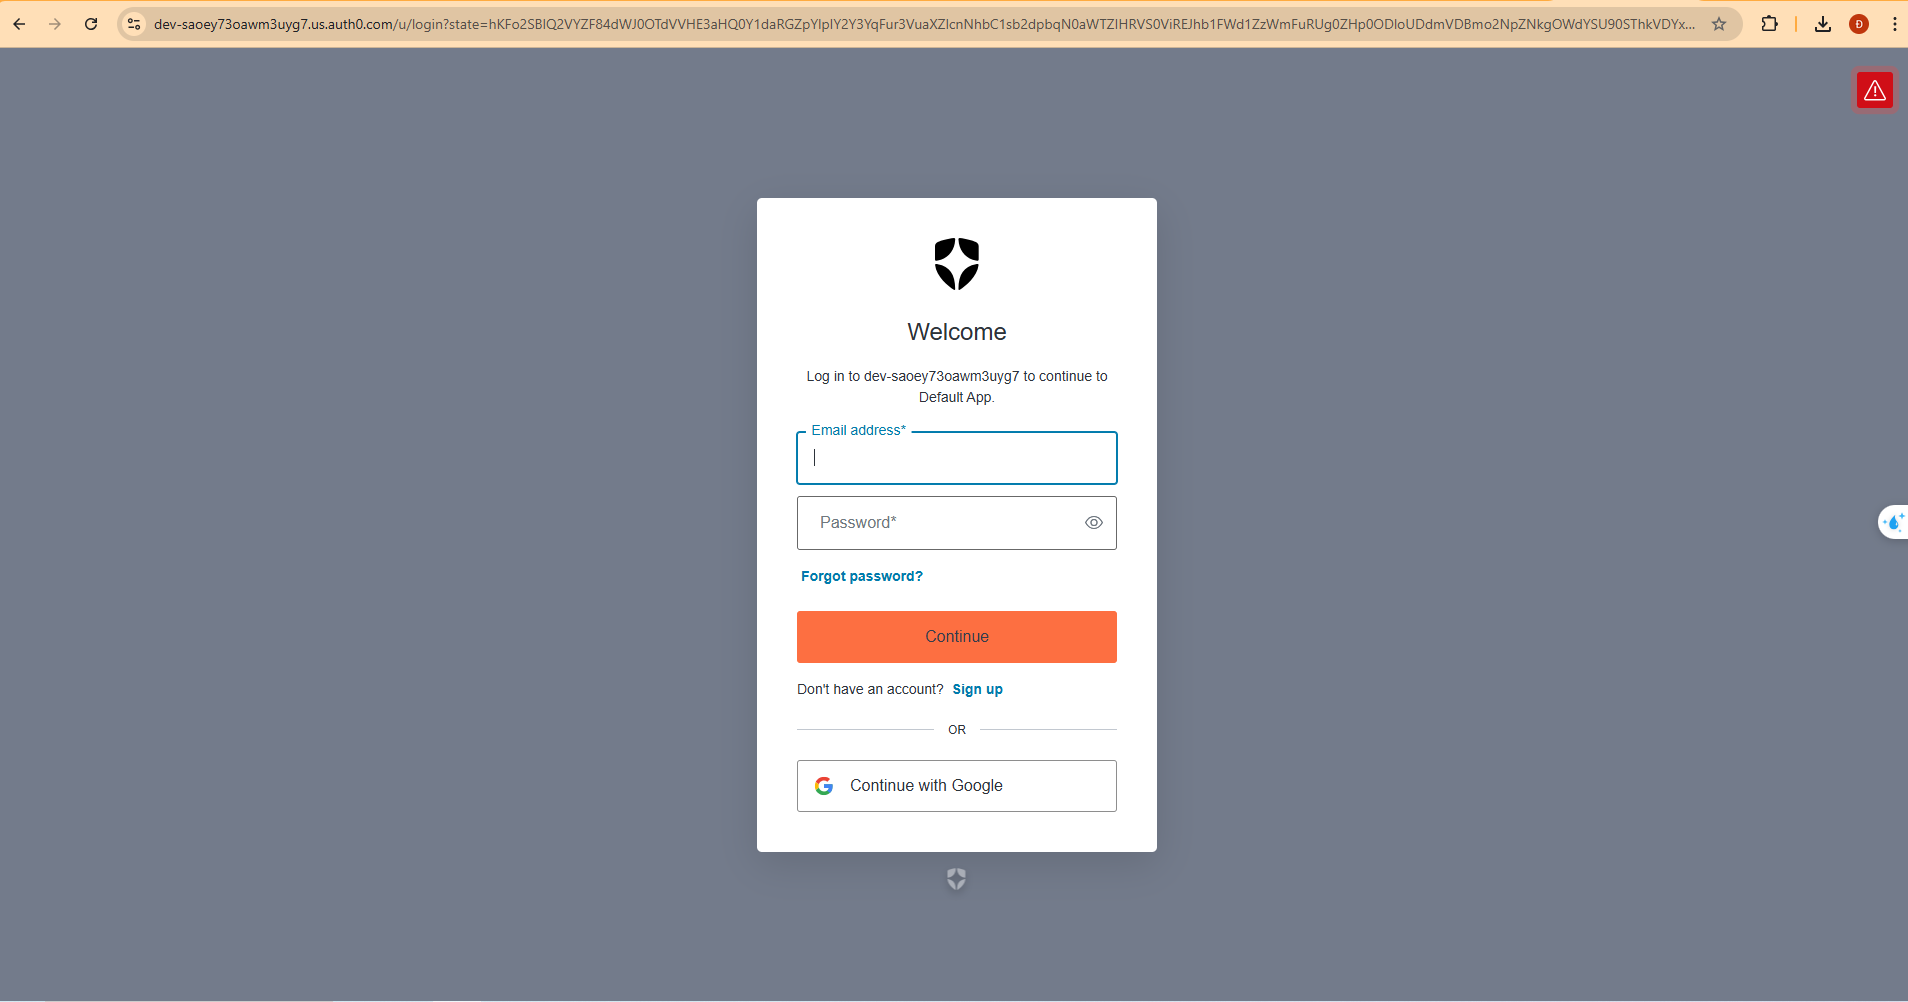 dev-saoey73oawm3uyg7.us.auth0.com/u/login?state=hKFo2SBIQ2VYZF84dWJ0OTdVVHE3aHQ0Y1daRGZpYlpIY2Y3YqFur3VuaXZlcnNhbC1sb2dpbqN0aWTZIHRVS0ViREJhb1FWd1ZzWmFuRUg0ZHp0ODloUDdmVDBmo2NpZNkgOWdYSU90SThkVDYx...
Đ
Welcome
Log in to dev-saoey73oawm3uyg7 to continue to
Default App.
Email address*
Password*
Forgot password?
Continue
Don't have an account? Sign up
OR
Continue with Google